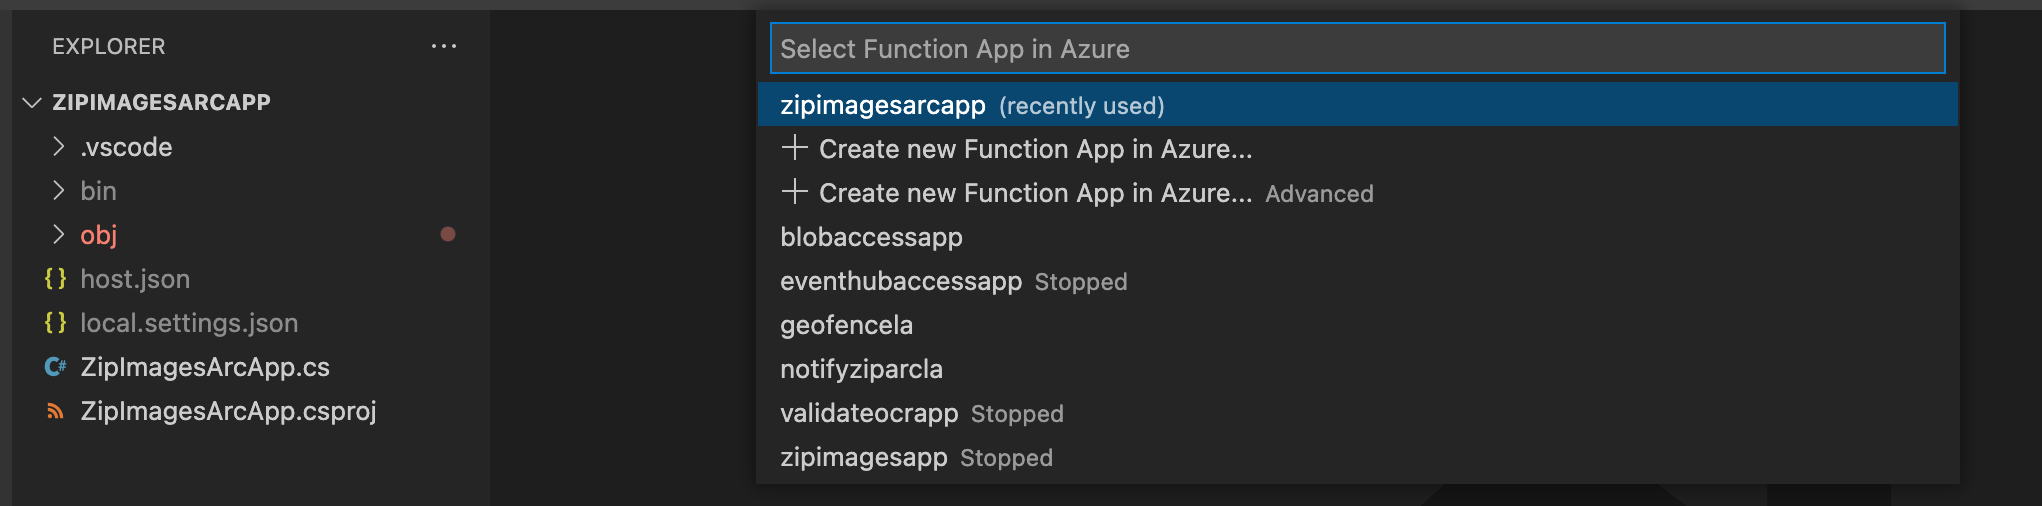 EXPLORER
ZIPIMAGESARCAPP
.vscode
bin
obj
host.json
local.settings.json
ZipImagesArcApp.cs
ZipImagesArcApp.csproj
Select Function App in Azure
zipimagesarcapp (recently used)
Create new Function App in Azure...
Create new Function App in Azure... Advanced
blobaccessapp
eventhubaccessapp Stopped
geofencela
notifyziparcla
validateocrapp Stopped
zipimagesapp Stopped